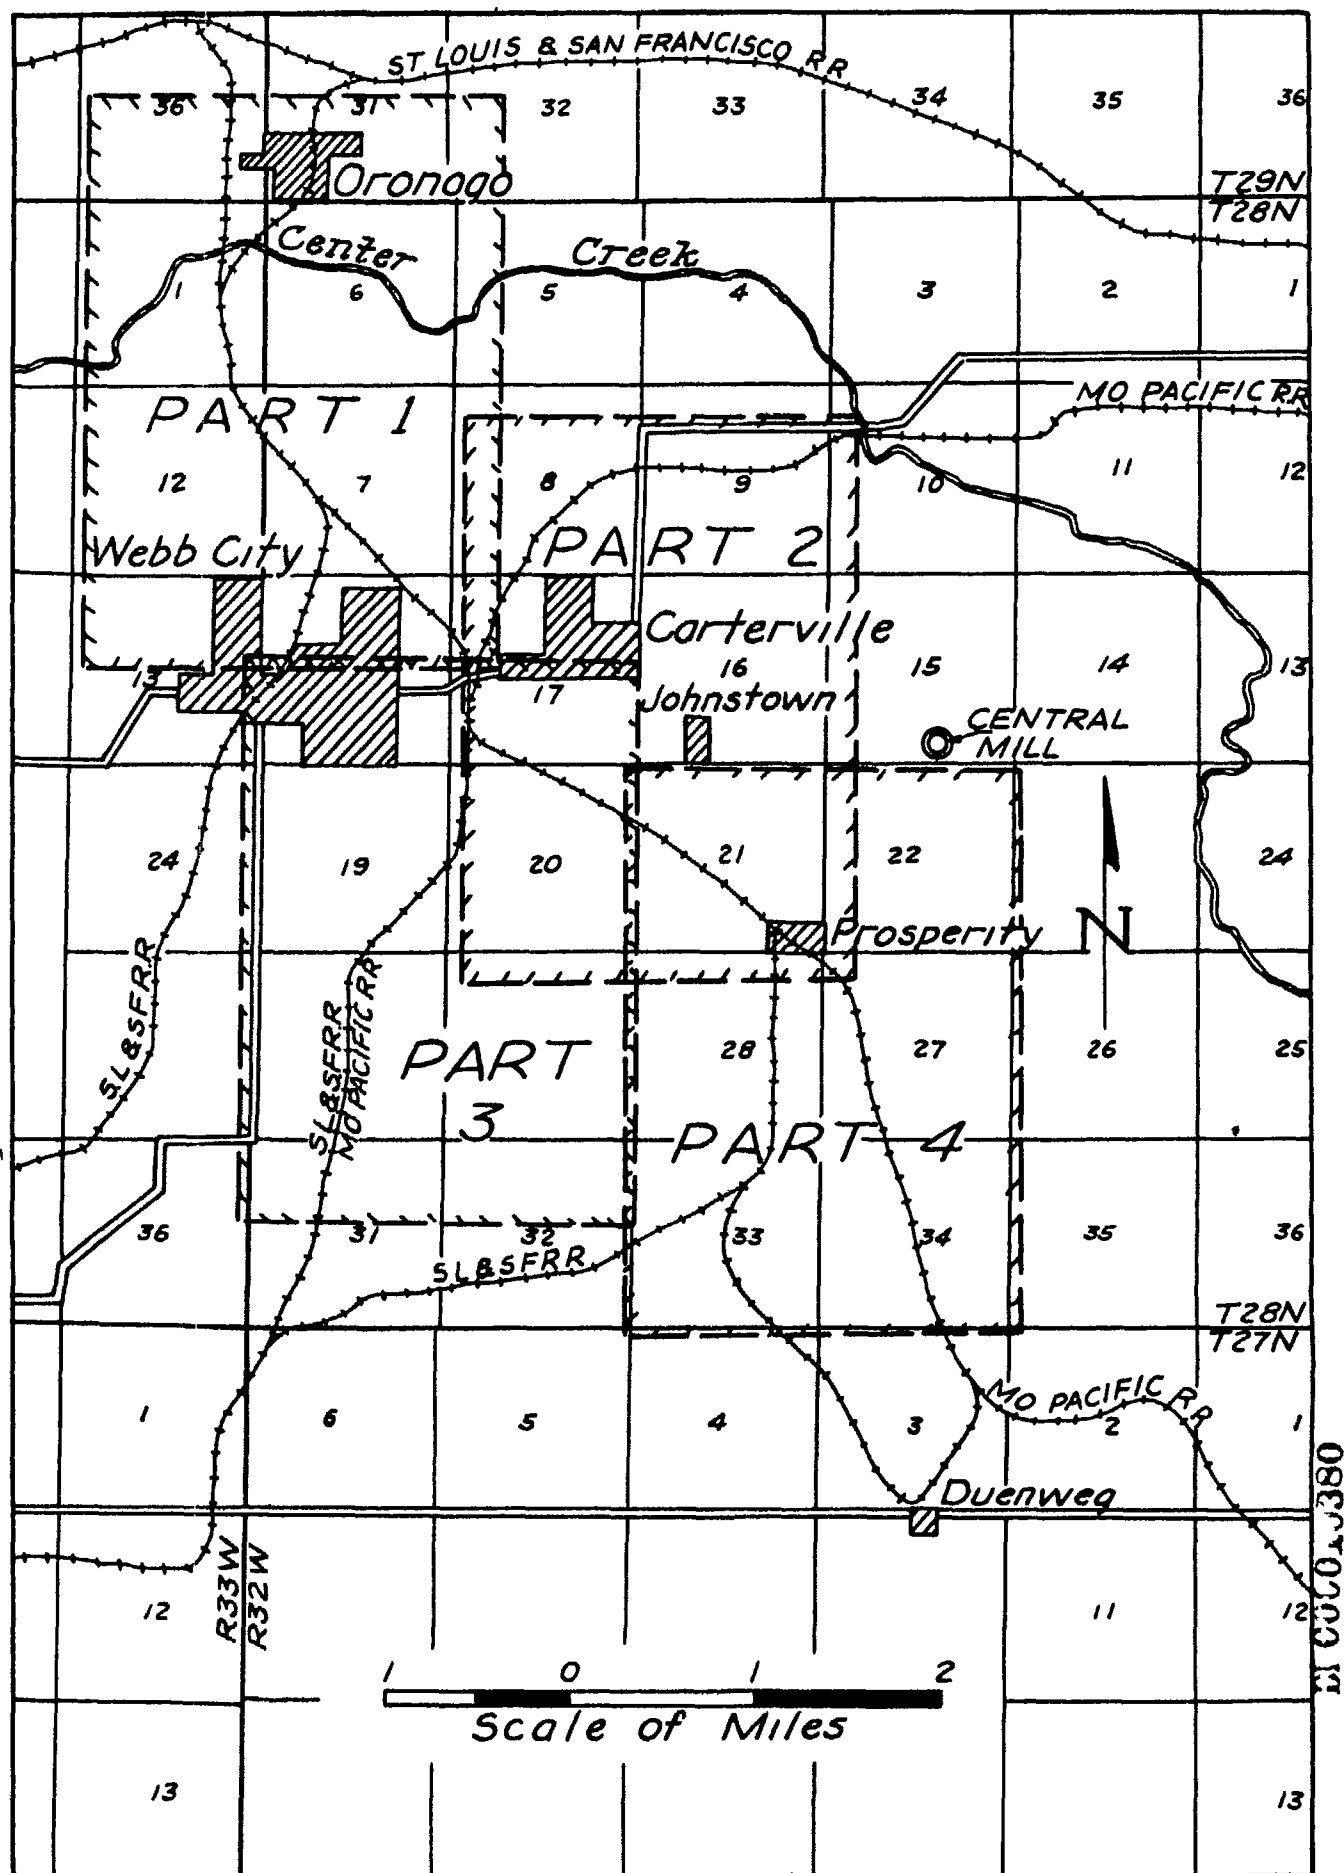 ST LOUIS & SAN FRANCISCO RR
36 31 32 33 34 35 36
Oronogo
T29N
T28N
Center Creek
1 6 5 4 3 2 1
MO PACIFIC RR
PART 1
12 7 8 9 10 11 12
Webb City
PART 2
Carterville
13 17 16 15 14 13
Johnstown
CENTRAL
MILL
24 19 20 21 22 24
Prosperity
N
SL&SFRR
SL&SFRR
MO PACIFIC RR
28 27 26 25
PART
3
PART 4
36 31 32 33 34 35 36
SL&SFRR
T28N
T27N
MO PACIFIC RR
1 6 5 4 3 2 1
Duenweg
R33W
R32W
12 11 12
1 0 1 2
Scale of Miles
13 13